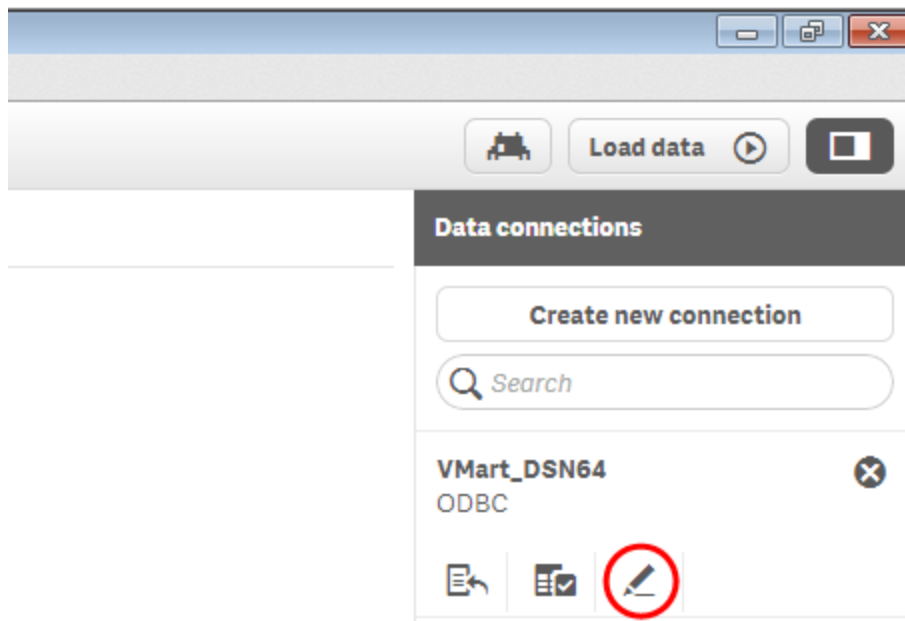 Load data
Data connections
Create new connection
Search
VMart_DSN64
ODBC